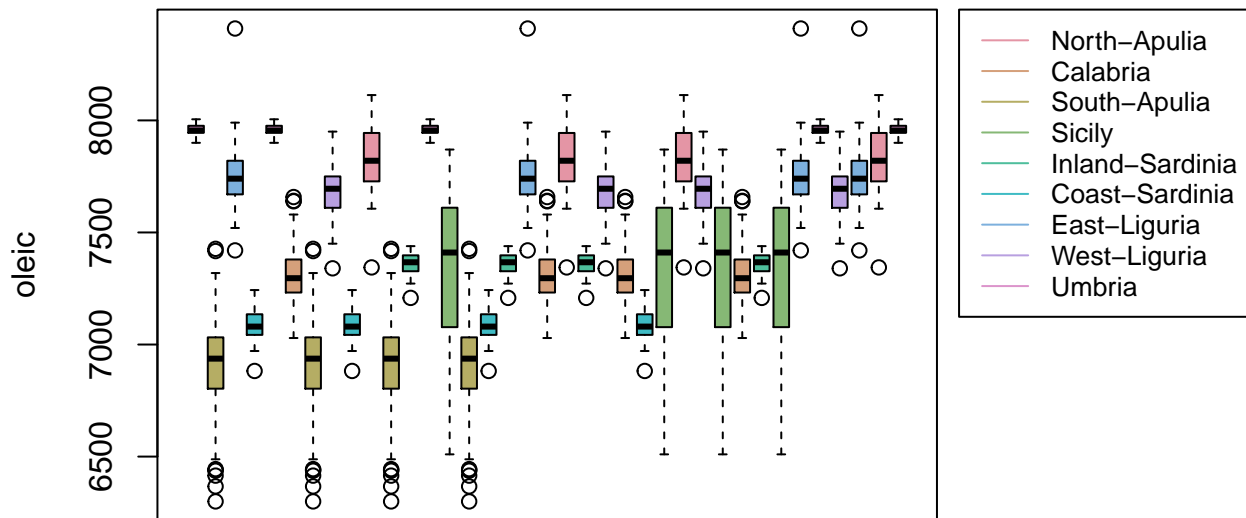 8000
7500
7000
6500
oleic
North−Apulia
Calabria
South−Apulia
Sicily
Inland−Sardinia
Coast−Sardinia
East−Liguria
West−Liguria
Umbria